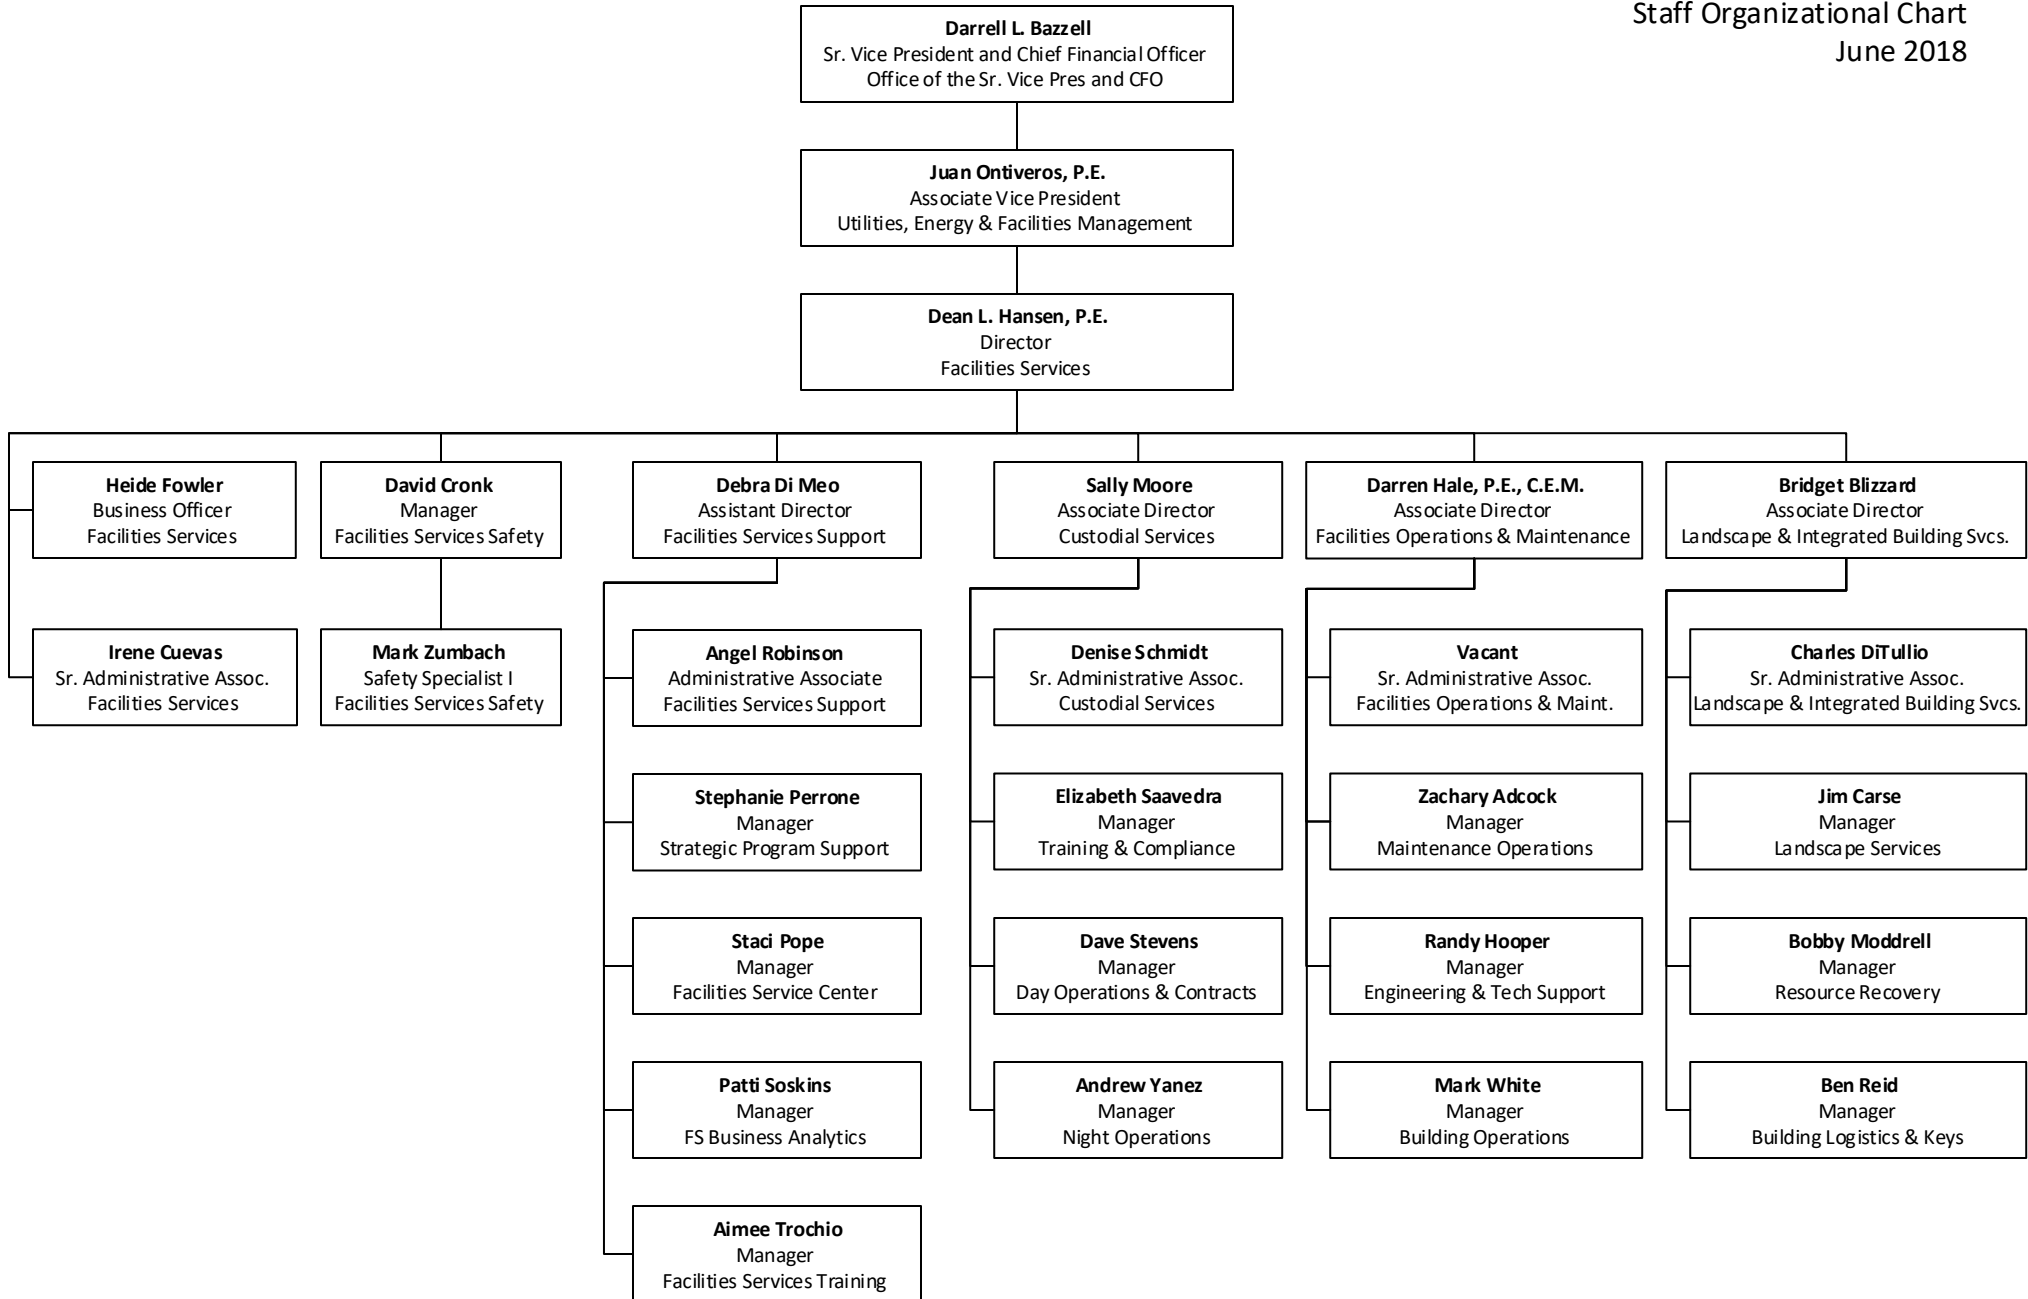 Staff Organizational Chart
June 2018
Darrell L. Bazzell
Sr. Vice President and Chief Financial Officer
Office of the Sr. Vice Pres and CFO
Juan Ontiveros, P.E.
Associate Vice President
Utilities, Energy & Facilities Management
Dean L. Hansen, P.E.
Director
Facilities Services
Heide Fowler
Business Officer
Facilities Services
Irene Cuevas
Sr. Administrative Assoc.
Facilities Services
David Cronk
Manager
Facilities Services Safety
Mark Zumbach
Safety Specialist I
Facilities Services Safety
Debra Di Meo
Assistant Director
Facilities Services Support
Angel Robinson
Administrative Associate
Facilities Services Support
Stephanie Perrone
Manager
Strategic Program Support
Staci Pope
Manager
Facilities Service Center
Patti Soskins
Manager
FS Business Analytics
Aimee Trochio
Manager
Facilities Services Training
Sally Moore
Associate Director
Custodial Services
Denise Schmidt
Sr. Administrative Assoc.
Custodial Services
Elizabeth Saavedra
Manager
Training & Compliance
Dave Stevens
Manager
Day Operations & Contracts
Andrew Yanez
Manager
Night Operations
Darren Hale, P.E., C.E.M.
Associate Director
Facilities Operations & Maintenance
Vacant
Sr. Administrative Assoc.
Facilities Operations & Maint.
Zachary Adcock
Manager
Maintenance Operations
Randy Hooper
Manager
Engineering & Tech Support
Mark White
Manager
Building Operations
Bridget Blizzard
Associate Director
Landscape & Integrated Building Svcs.
Charles DiTullio
Sr. Administrative Assoc.
Landscape & Integrated Building Svcs.
Jim Carse
Manager
Landscape Services
Bobby Moddrell
Manager
Resource Recovery
Ben Reid
Manager
Building Logistics & Keys